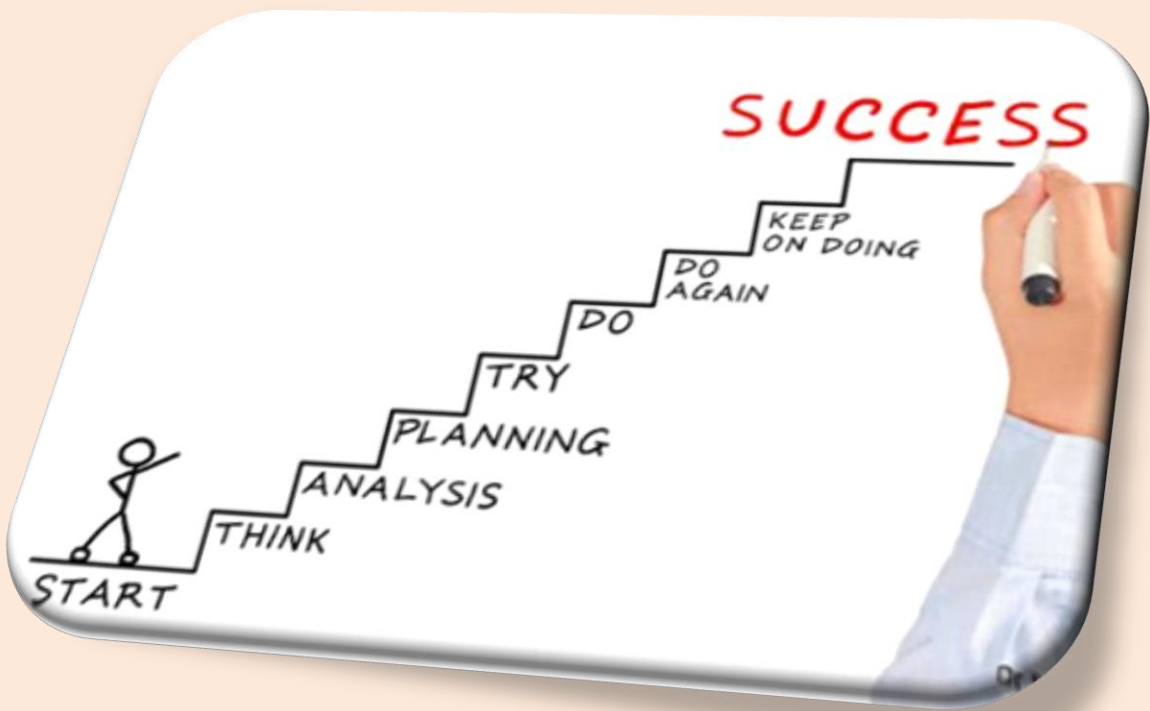 SUCCESS
KEEP
ON DOING
DO
AGAIN
DO
TRY
PLANNING
ANALYSIS
THINK
START